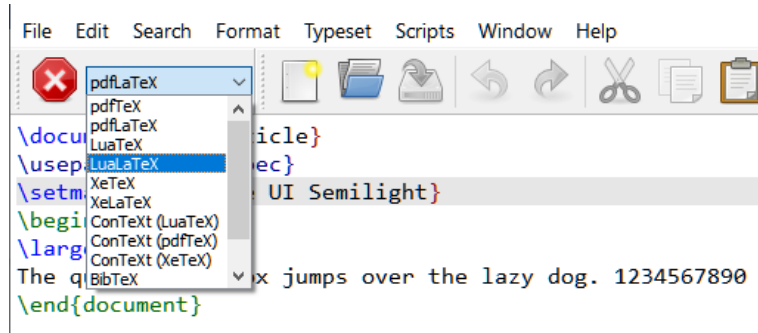 File Edit Search Format Typeset Scripts Window Help
pdfLaTeX
pdfTeX
pdfLaTeX
LuaTeX
LuaLaTeX
XeTeX
XeLaTeX
ConTeXt (LuaTeX)
ConTeXt (pdfTeX)
ConTeXt (XeTeX)
BibTeX
\docu icle}
\usep ec}
\setm UI Semilight}
\begi
\larg
The q x jumps over the lazy dog. 1234567890
\end{document}